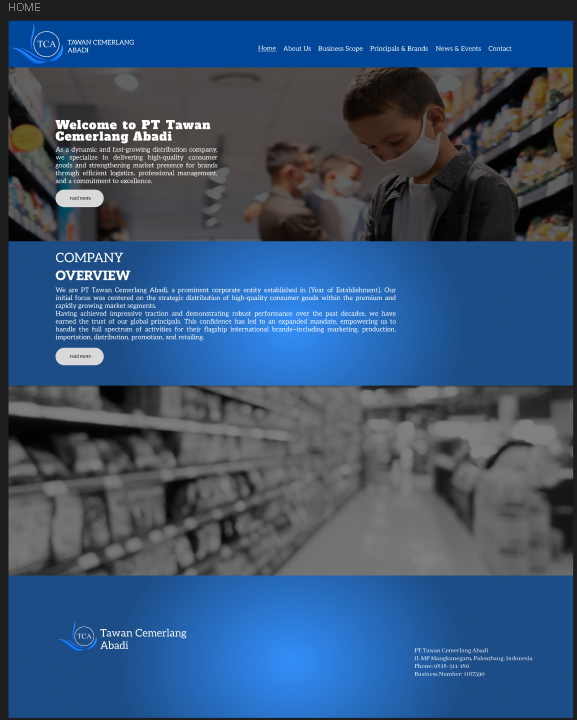 HOME
TCA
TAWAN CEMERLANG
ABADI
Home About Us Business Scope Principals & Brands News & Events Contact
Welcome to PT Tawan
Cemerlang Abadi
As a dynamic and fast-growing distribution company,
we specialize in delivering high-quality consumer
goods and strengthening market presence for brands
through efficient logistics, professional management,
and a commitment to excellence.
read more
COMPANY
OVERVIEW
We are PT Tawan Cemerlang Abadi, a prominent corporate entity established in [Year of Establishment]. Our
initial focus was centered on the strategic distribution of high-quality consumer goods within the premium and
rapidly growing market segments.
Having achieved impressive traction and demonstrating robust performance over the past decades, we have
earned the trust of our global principals. This confidence has led to an expanded mandate, empowering us to
handle the full spectrum of activities for their flagship international brands—including marketing, production,
importation, distribution, promotion, and retailing.
read more
TCA
Tawan Cemerlang
Abadi
PT Tawan Cemerlang Abadi
Jl. MP Mangkunegara, Palembang, Indonesia
Phone:
Business Number: